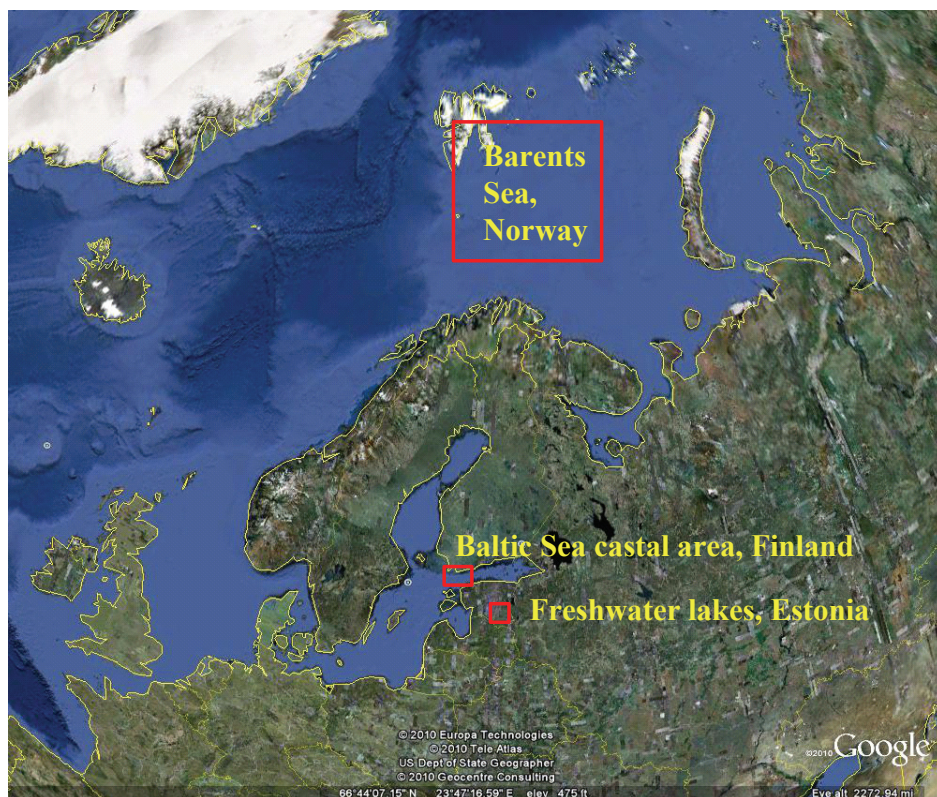 Barents
Sea,
Norway
Baltic Sea castal area, Finland
Freshwater lakes, Estonia
© 2010 Europa Technologies
© 2010 Tele Atlas
US Dept of State Geographer
© 2010 Geocentre Consulting
©2010 Google
66°44'07.15" N 23°47'16.59" E elev 475 ft Eye alt 2272.94 mi